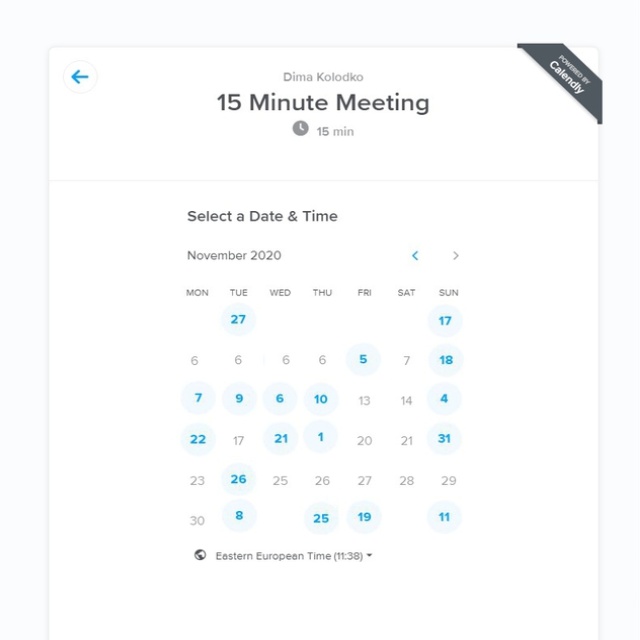 Dima Kolodko
15 Minute Meeting
15 min
POWERED BY
Calendly
Select a Date & Time
November 2020
MON TUE WED THU FRI SAT SUN
27 17
6 6 6 6 5 7 18
7 9 6 10 13 14 4
22 17 21 1 20 21 31
23 26 25 26 27 28 29
30 8 25 19 11
Eastern European Time (11:38)